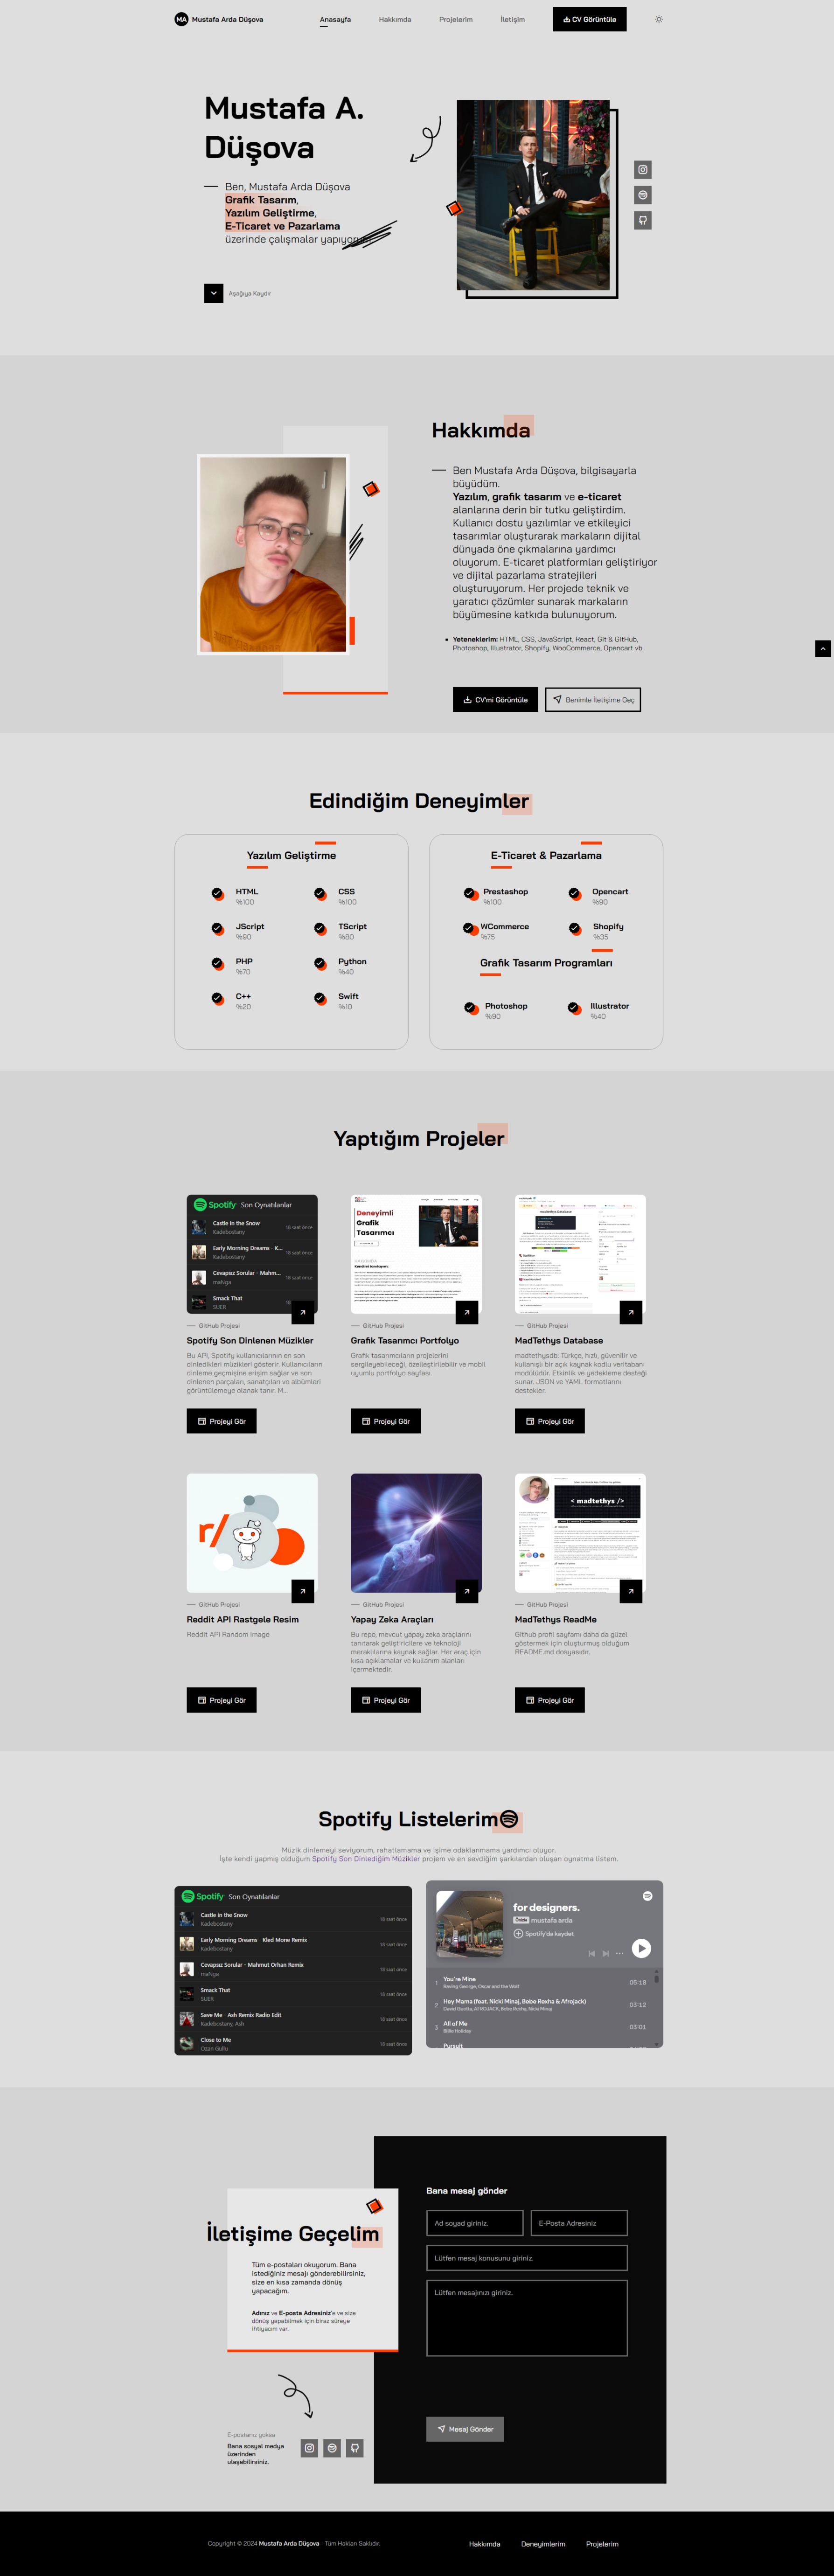 MA Mustafa Arda Düşova
Anasayfa
Hakkımda
Projelerim
İletişim
CV Görüntüle
Mustafa A.
Düşova
Ben, Mustafa Arda Düşova
Grafik Tasarım,
Yazılım Geliştirme,
E-Ticaret ve Pazarlama
üzerinde çalışmalar yapıyorum.
Aşağıya Kaydır
Hakkımda
Ben Mustafa Arda Düşova, bilgisayarla
büyüdüm.
Yazılım, grafik tasarım ve e-ticaret
alanlarına derin bir tutku geliştirdim.
Kullanıcı dostu yazılımlar ve etkileyici
tasarımlar oluşturarak markaların dijital
dünyada öne çıkmalarına yardımcı
oluyorum. E-ticaret platformları geliştiriyor
ve dijital pazarlama stratejileri
oluşturuyorum. Her projede teknik ve
yaratıcı çözümler sunarak markaların
büyümesine katkıda bulunuyorum.
Yeteneklerim: HTML, CSS, JavaScript, React, Git & GitHub,
Photoshop, Illustrator, Shopify, WooCommerce, Opencart vb.
CV'mi Görüntüle
Benimle İletişime Geç
Edindiğim Deneyimler
Yazılım Geliştirme
HTML
%100
CSS
%100
JScript
%90
TScript
%80
PHP
%70
Python
%40
C++
%20
Swift
%10
E-Ticaret & Pazarlama
Prestashop
%100
Opencart
%90
WCommerce
%75
Shopify
%35
Grafik Tasarım Programları
Photoshop
%90
Illustrator
%40
Yaptığım Projeler
Spotify Son Oynatılanlar
Castle in the Snow
Kadebostany
18 saat önce
Early Morning Dreams - K...
Kadebostany
18 saat önce
Cevapsız Sorular - Mahm...
maNga
18 saat önce
Smack That
SUER
GitHub Projesi
Spotify Son Dinlenen Müzikler
Bu API, Spotify kullanıcılarının en son
dinledikleri müzikleri gösterir. Kullanıcıların
dinleme geçmişine erişim sağlar ve son
dinlenen parçaları, sanatçıları ve albümleri
görüntülemeye olanak tanır. M...
Projeyi Gör
Deneyimli
Grafik
Tasarımcı
GitHub Projesi
Grafik Tasarımcı Portfolyo
Grafik tasarımcıların projelerini
sergileyebileceği, özelleştirilebilir ve mobil
uyumlu portfolyo sayfası.
Projeyi Gör
MadTethys Database
GitHub Projesi
MadTethys Database
madtethysdb: Türkçe, hızlı, güvenilir ve
kullanışlı bir açık kaynak kodlu veritabanı
modülüdür. Etkinlik ve yedekleme desteği
sunar. JSON ve YAML formatlarını
destekler.
Projeyi Gör
r/
GitHub Projesi
Reddit API Rastgele Resim
Reddit API Random Image
Projeyi Gör
GitHub Projesi
Yapay Zeka Araçları
Bu repo, mevcut yapay zeka araçlarını
tanıtarak geliştiricilere ve teknoloji
meraklılarına kaynak sağlar. Her araç için
kısa açıklamalar ve kullanım alanları
içermektedir.
Projeyi Gör
< madtethys />
GitHub Projesi
MadTethys ReadMe
Github profil sayfamı daha da güzel
göstermek için oluşturmuş olduğum
README.md dosyasıdır.
Projeyi Gör
Spotify Listelerim
Müzik dinlemeyi seviyorum, rahatlamama ve işime odaklanmama yardımcı oluyor.
İşte kendi yapmış olduğum Spotify Son Dinlediğim Müzikler projem ve en sevdiğim şarkılardan oluşan oynatma listem.
Spotify Son Oynatılanlar
Castle in the Snow
Kadebostany
18 saat önce
Early Morning Dreams - Kled Mone Remix
Kadebostany
18 saat önce
Cevapsız Sorular - Mahmut Orhan Remix
maNga
18 saat önce
Smack That
SUER
18 saat önce
Save Me - Ash Remix Radio Edit
Kadebostany, Ash
18 saat önce
Close to Me
Ozan Gullu
18 saat önce
for designers.
mustafa arda
Spotify'da kaydet
1 You're Mine
Raving George, Oscar and the Wolf
05:18
2 Hey Mama (feat. Nicki Minaj, Bebe Rexha & Afrojack)
David Guetta, AFROJACK, Bebe Rexha, Nicki Minaj
03:12
3 All of Me
Billie Holiday
03:01
Pursuit
İletişime Geçelim
Tüm e-postaları okuyorum. Bana
istediğiniz mesajı gönderebilirsiniz,
size en kısa zamanda dönüş
yapacağım.
Adınız ve E-posta Adresiniz'e ve size
dönüş yapabilmek için biraz süreye
ihtiyacım var.
E-postanız yoksa
Bana sosyal medya
üzerinden
ulaşabilirsiniz.
Bana mesaj gönder
Ad soyad giriniz.
E-Posta Adresiniz
Lütfen mesaj konusunu giriniz.
Lütfen mesajınızı giriniz.
Mesaj Gönder
Copyright © 2024 Mustafa Arda Düşova - Tüm Hakları Saklıdır.
Hakkımda
Deneyimlerim
Projelerim